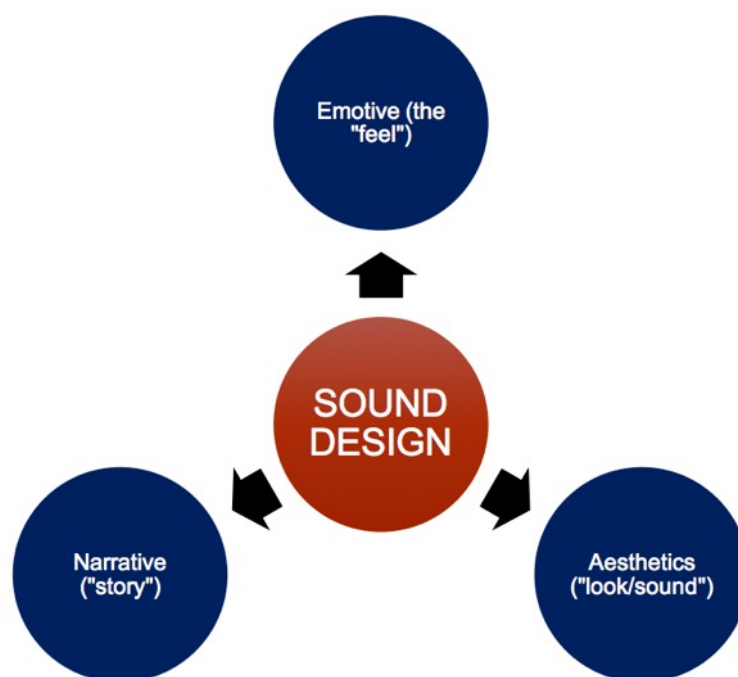 Emotive (the
"feel")
SOUND
DESIGN
Narrative
("story")
Aesthetics
("look/sound")